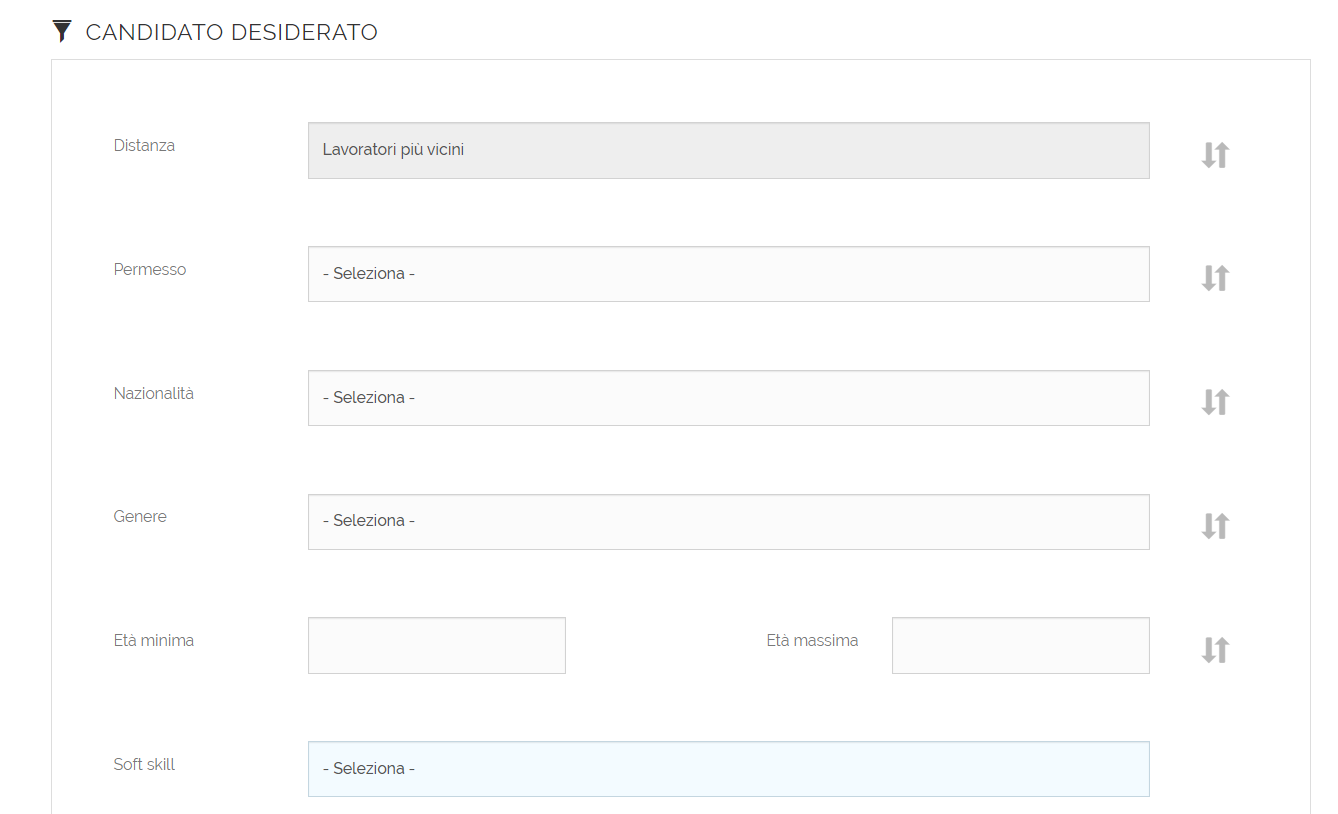 CANDIDATO DESIDERATO
Distanza
Lavoratori più vicini
Permesso
- Seleziona -
Nazionalità
- Seleziona -
Genere
- Seleziona -
Età minima
Età massima
Soft skill
- Seleziona -